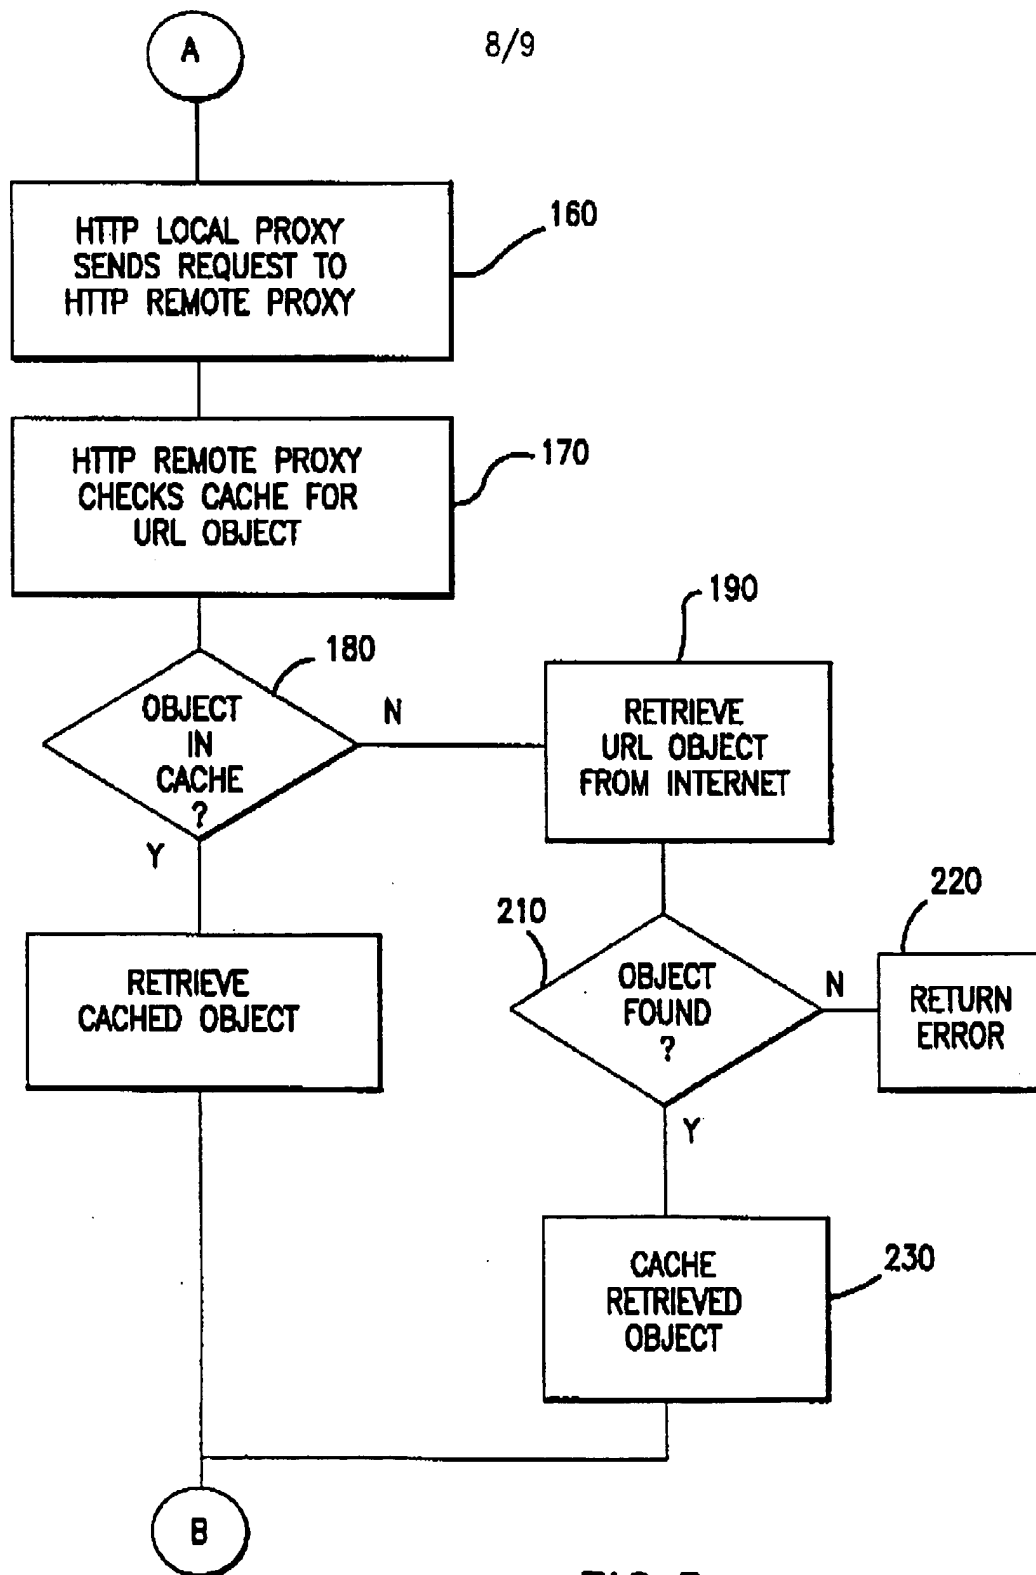 A
8/9
HTTP LOCAL PROXY
SENDS REQUEST TO
HTTP REMOTE PROXY
160
HTTP REMOTE PROXY
CHECKS CACHE FOR
URL OBJECT
170
180
OBJECT
IN
CACHE
?
N
Y
190
RETRIEVE
URL OBJECT
FROM INTERNET
RETRIEVE
CACHED OBJECT
210
OBJECT
FOUND
?
N
Y
220
RETURN
ERROR
CACHE
RETRIEVED
OBJECT
230
B